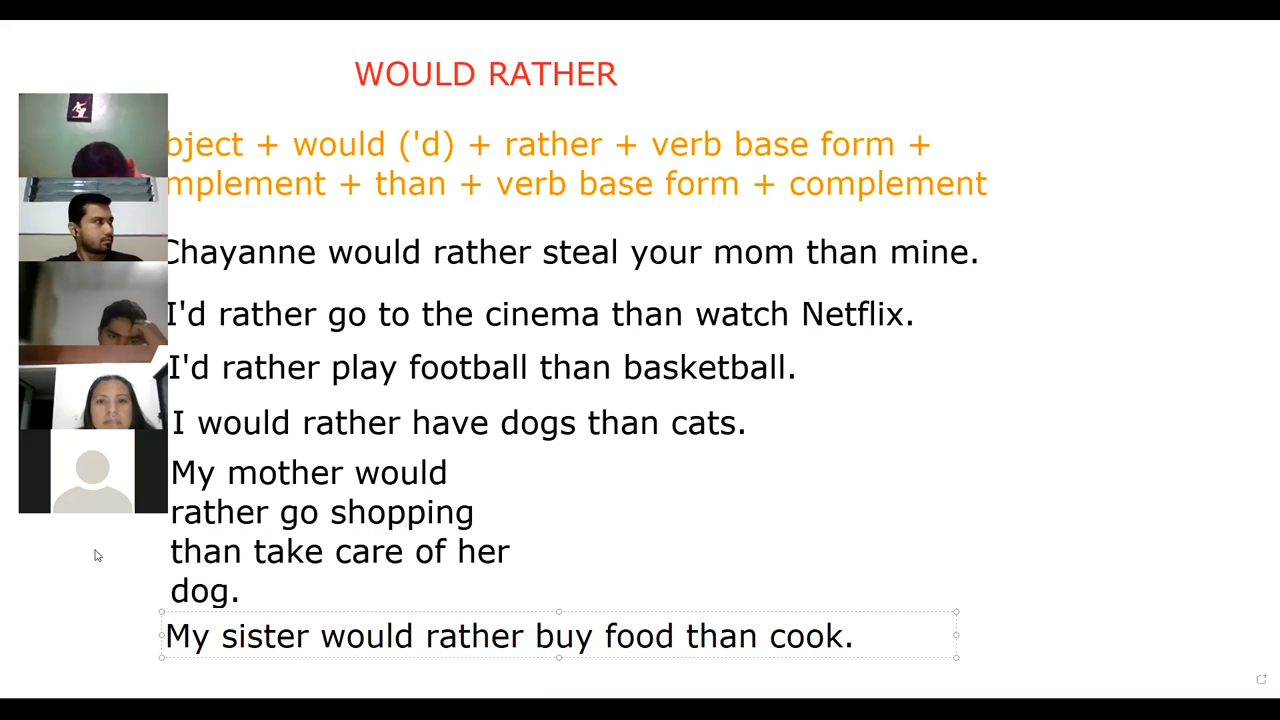 WOULD RATHER
bject + would ('d) + rather + verb base form +
mplement + than + verb base form + complement
Chayanne would rather steal your mom than mine.
I'd rather go to the cinema than watch Netflix.
I'd rather play football than basketball.
I would rather have dogs than cats.
My mother would
rather go shopping
than take care of her
dog.
My sister would rather buy food than cook.